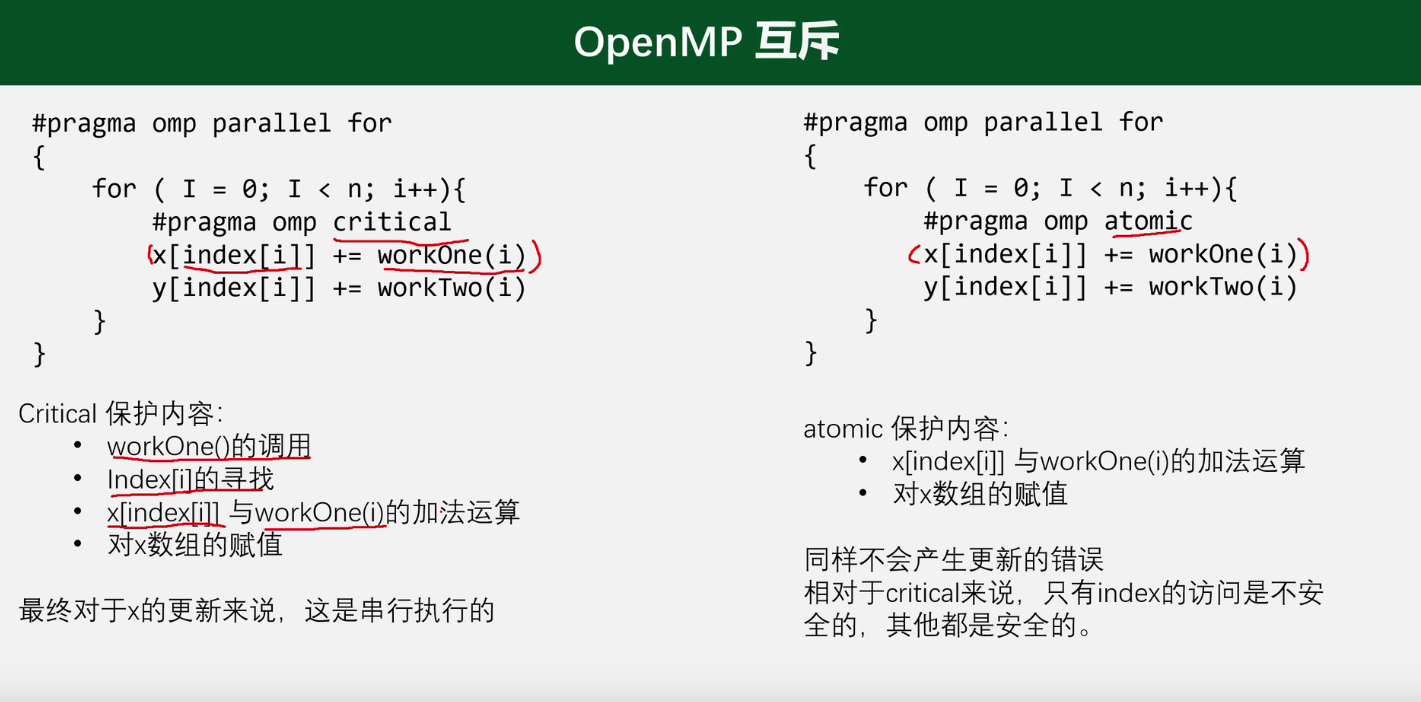 OpenMP 互斥
#pragma omp parallel for
{
for ( I = 0; I < n; i++){
#pragma omp critical
x[index[i]] += workOne(i)
y[index[i]] += workTwo(i)
}
}
Critical 保护内容：
• workOne()的调用
• Index[i]的寻找
• x[index[i]] 与workOne(i)的加法运算
• 对x数组的赋值
最终对于x的更新来说，这是串行执行的
#pragma omp parallel for
{
for ( I = 0; I < n; i++){
#pragma omp atomic
x[index[i]] += workOne(i)
y[index[i]] += workTwo(i)
}
}
atomic 保护内容：
• x[index[i]] 与workOne(i)的加法运算
• 对x数组的赋值
同样不会产生更新的错误
相对于critical来说，只有index的访问是不安
全的，其他都是安全的。